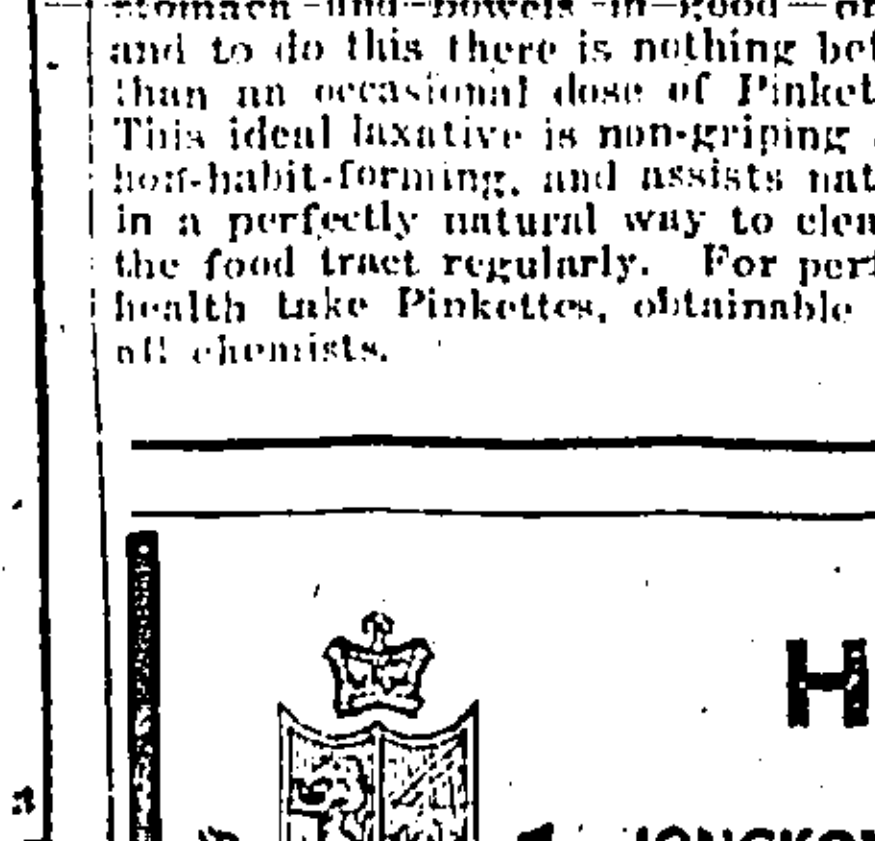 stomach and bowels in good or
and to do this there is nothing bet
than an occasional dose of Pinket
This ideal laxative is non-griping
non-habit-forming, and assists nat
in a perfectly natural way to clea
the food tract regularly. For perf
health take Pinkettes, obtainable
all chemists.
H